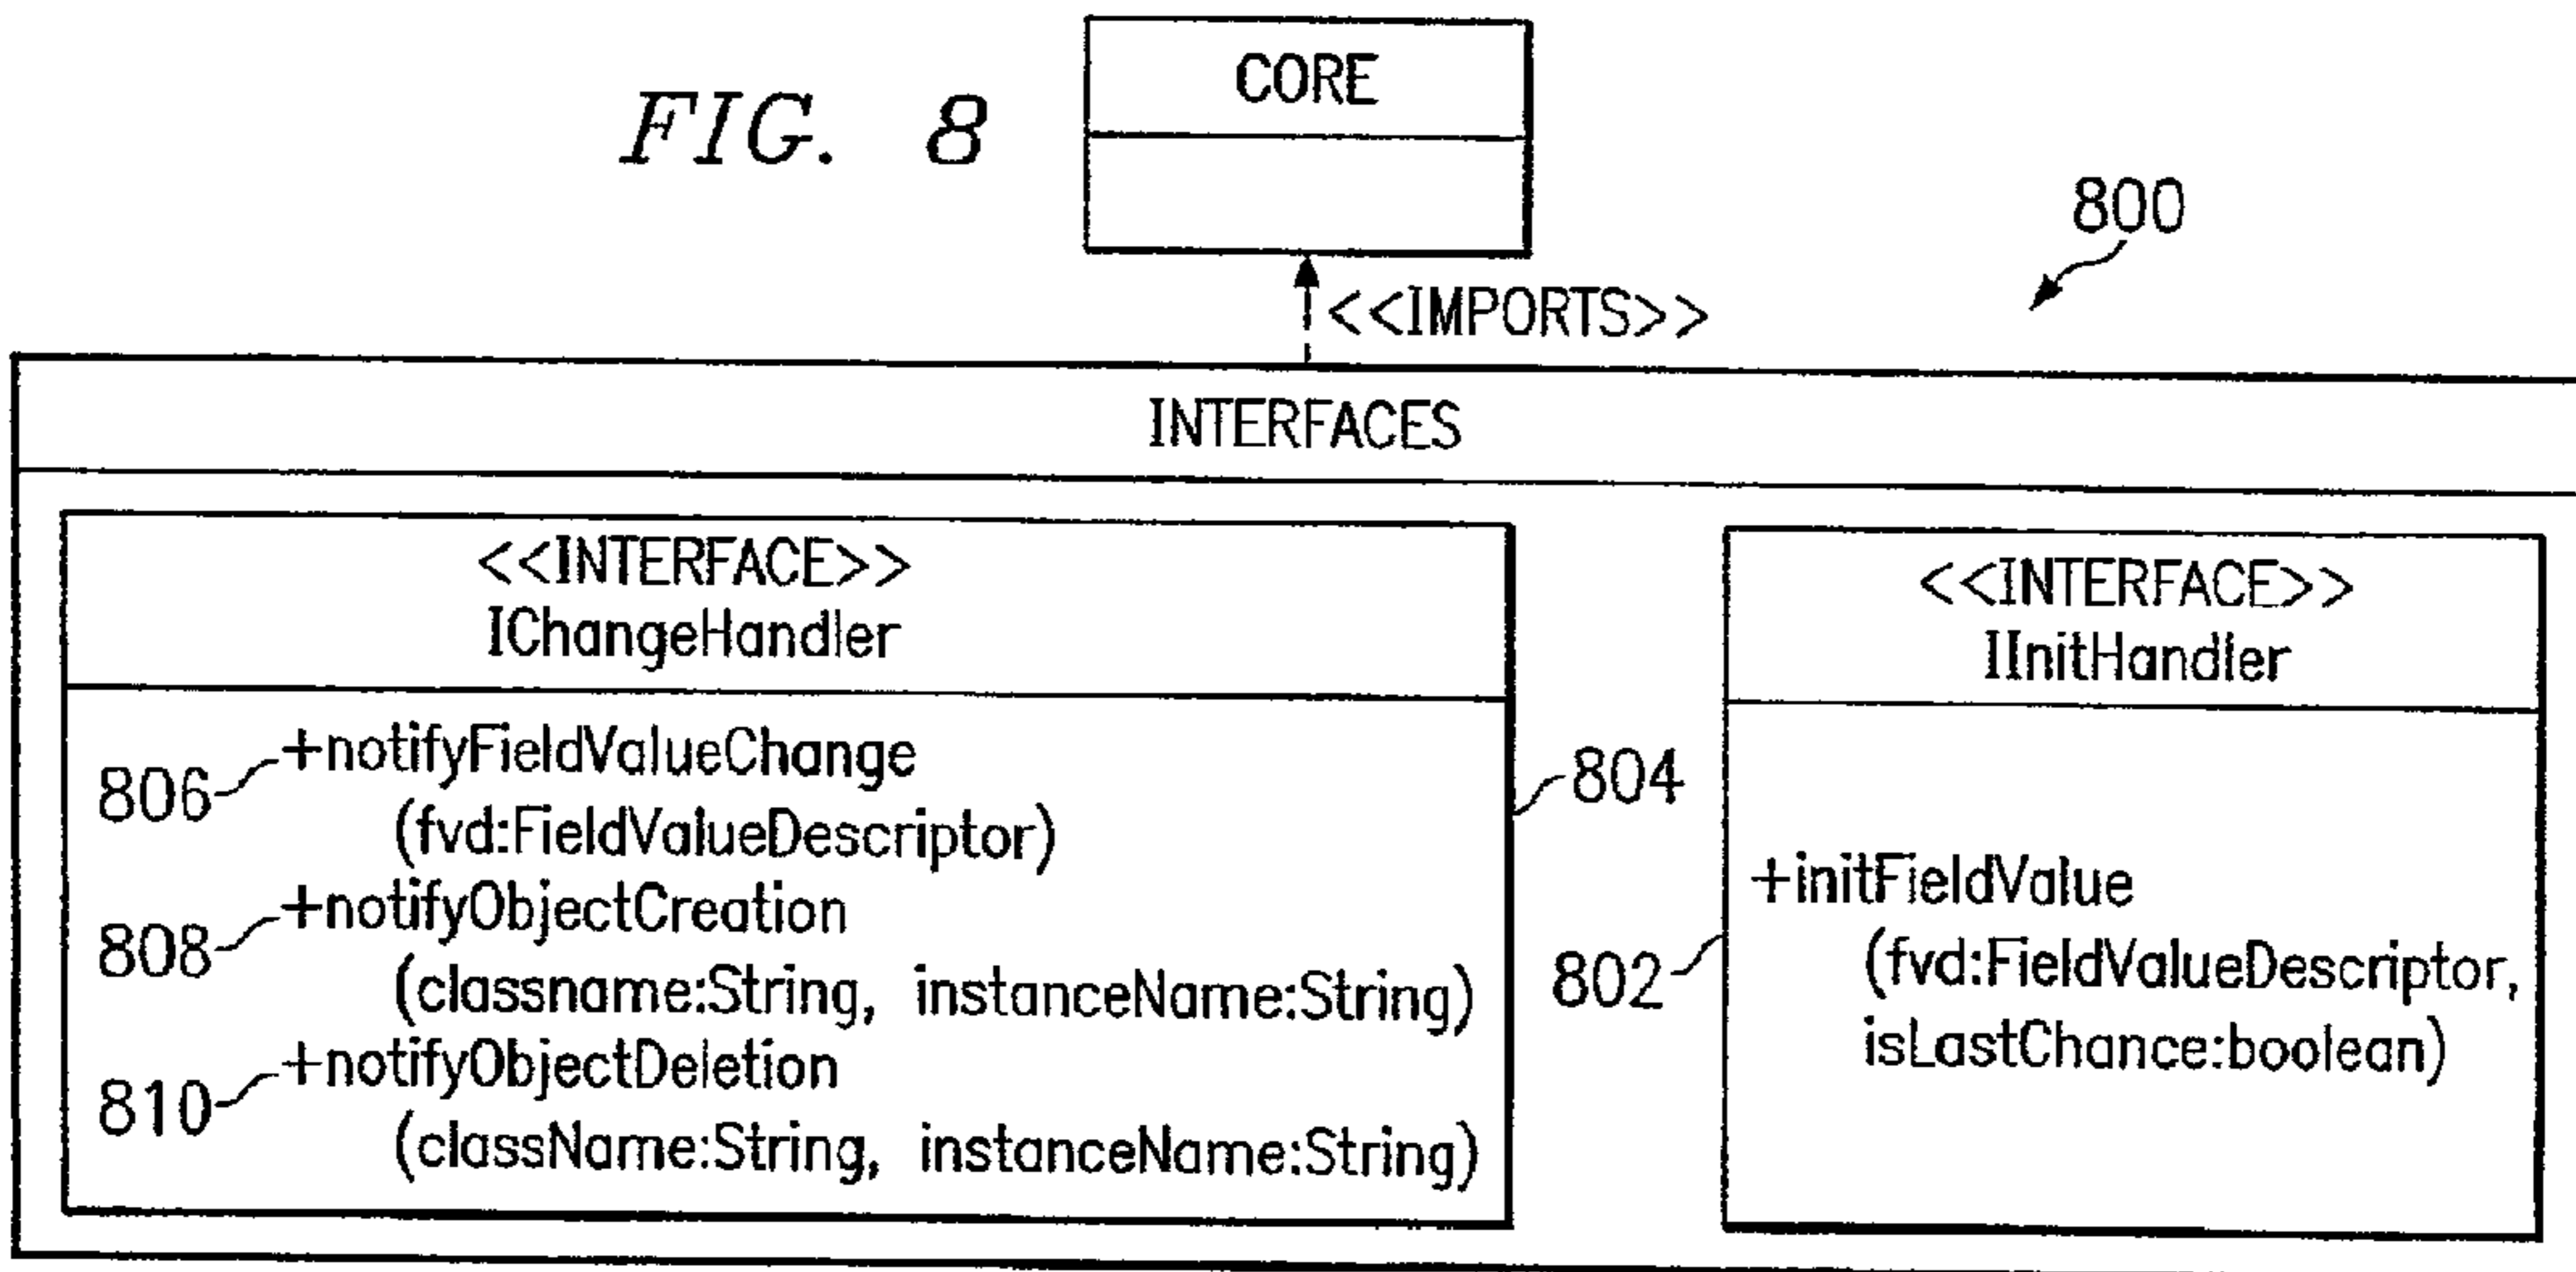 FIG. 8
CORE
800
<<IMPORTS>>
INTERFACES
<<INTERFACE>>
IChangeHandler
806 +notifyFieldValueChange
(fvd:FieldValueDescriptor)
808 +notifyObjectCreation
(classname:String, instanceName:String)
810 +notifyObjectDeletion
(className:String, instanceName:String)
804
<<INTERFACE>>
IInitHandler
802
+initFieldValue
(fvd:FieldValueDescriptor,
isLastChance:boolean)